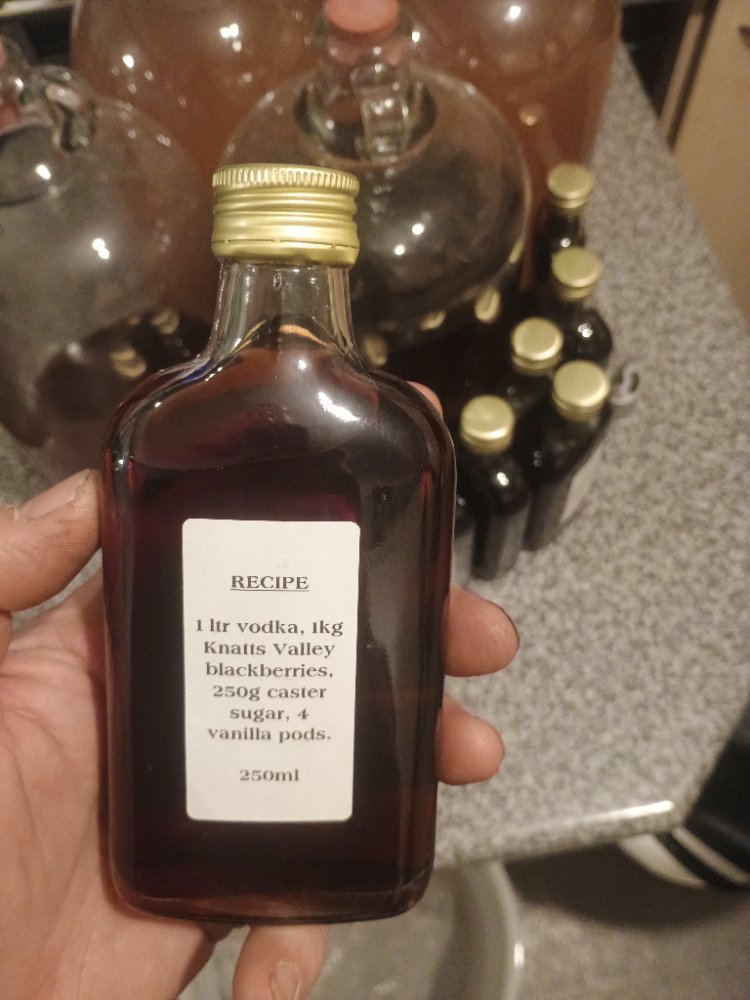 RECIPE
1 ltr vodka, 1kg
Knatts Valley
blackberries,
250g caster
sugar, 4
vanilla pods.
250ml